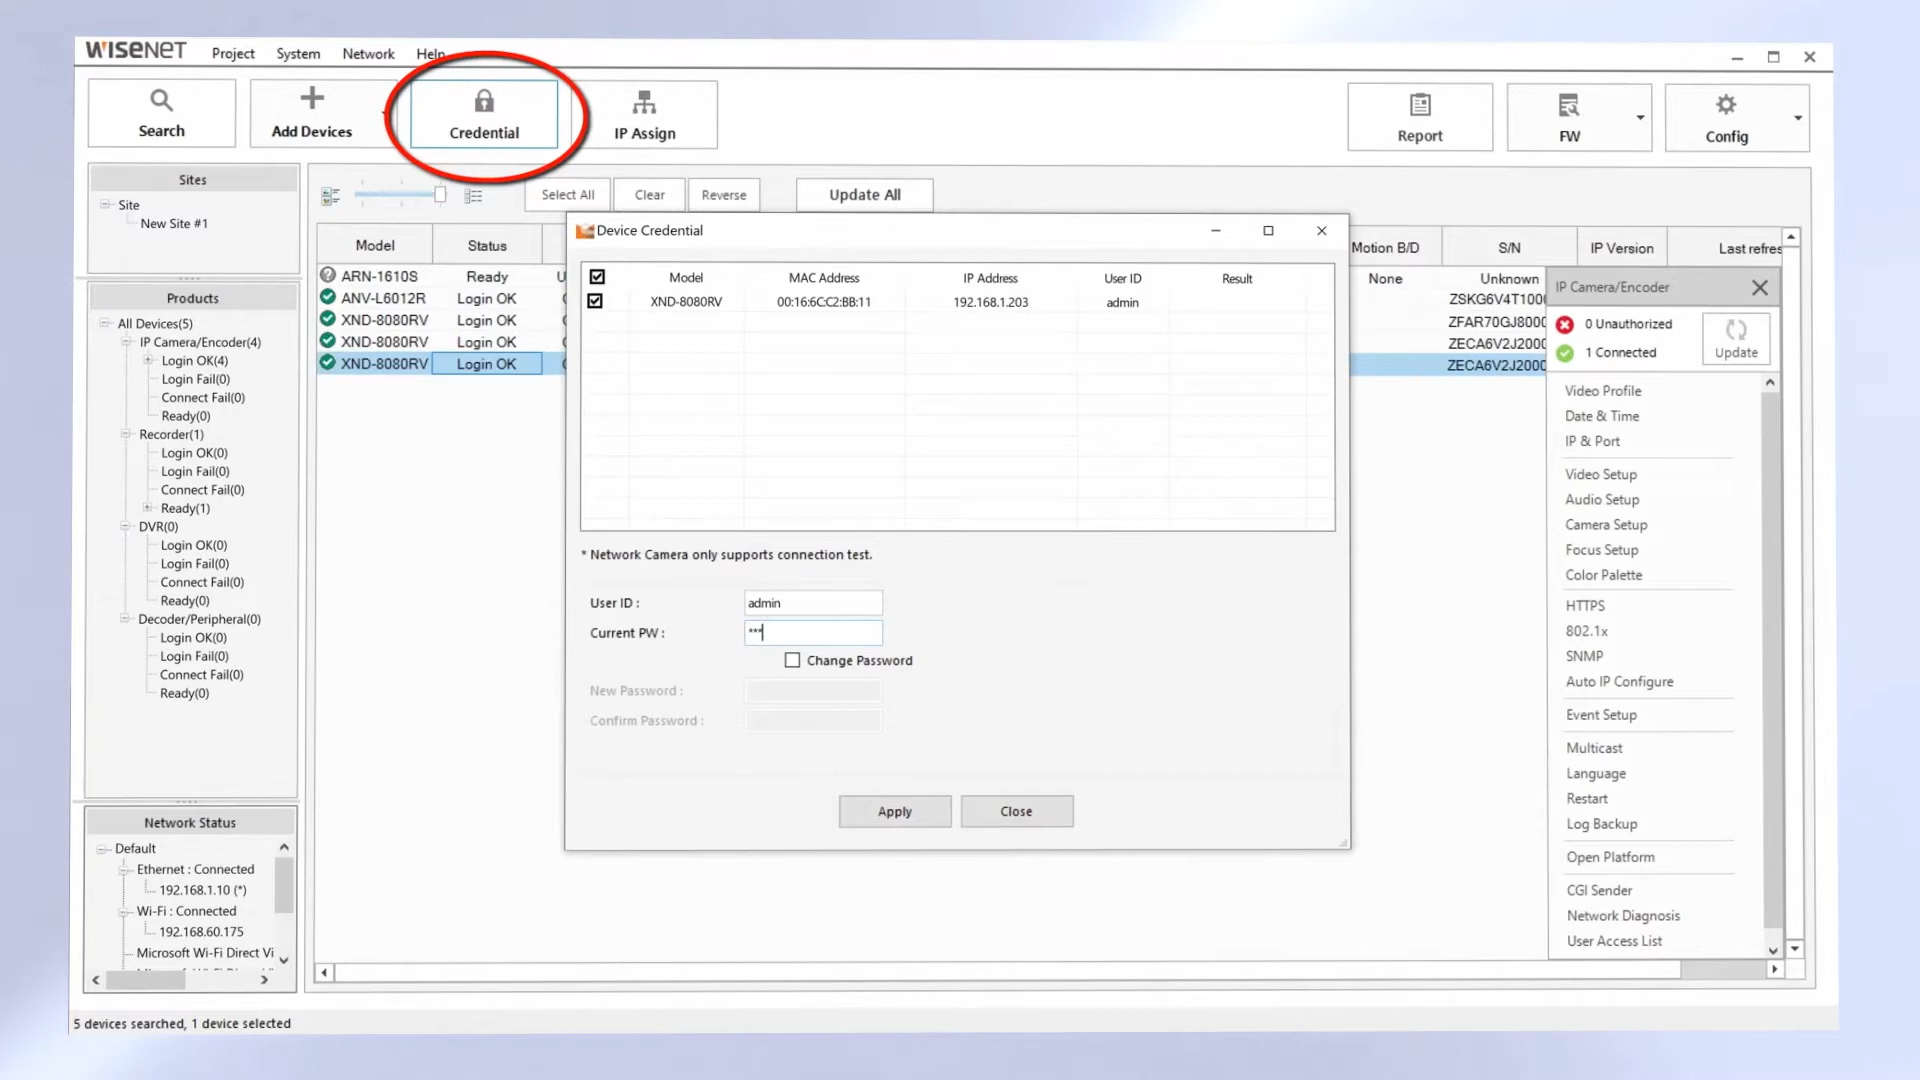 WISENET Project System Network Help
Search
Add Devices
Credential
IP Assign
Report
FW
Config
Sites
Site
New Site #1
Products
All Devices(5)
IP Camera/Encoder(4)
Login OK(4)
Login Fail(0)
Connect Fail(0)
Ready(0)
Recorder(1)
Login OK(0)
Login Fail(0)
Connect Fail(0)
Ready(1)
DVR(0)
Login OK(0)
Login Fail(0)
Connect Fail(0)
Ready(0)
Decoder/Peripheral(0)
Login OK(0)
Login Fail(0)
Connect Fail(0)
Ready(0)
Network Status
Default
Ethernet : Connected
192.168.1.10 (*)
Wi-Fi : Connected
192.168.60.175
Microsoft Wi-Fi Direct Vi
Select All Clear Reverse Update All
Model Status Motion B/D S/N IP Version Last refres
ARN-1610S Ready U None Unknown
ANV-L6012R Login OK ZSKG6V4T100
XND-8080RV Login OK ZFAR70GJ8000
XND-8080RV Login OK ZECA6V2J2000
XND-8080RV Login OK ZECA6V2J2000
Device Credential
Model MAC Address IP Address User ID Result
XND-8080RV 00:16:6C:C2:BB:11 192.168.1.203 admin
* Network Camera only supports connection test.
User ID : admin
Current PW : ***
Change Password
New Password :
Confirm Password :
Apply Close
IP Camera/Encoder
0 Unauthorized
1 Connected
Update
Video Profile
Date & Time
IP & Port
Video Setup
Audio Setup
Camera Setup
Focus Setup
Color Palette
HTTPS
802.1x
SNMP
Auto IP Configure
Event Setup
Multicast
Language
Restart
Log Backup
Open Platform
CGI Sender
Network Diagnosis
User Access List
5 devices searched, 1 device selected